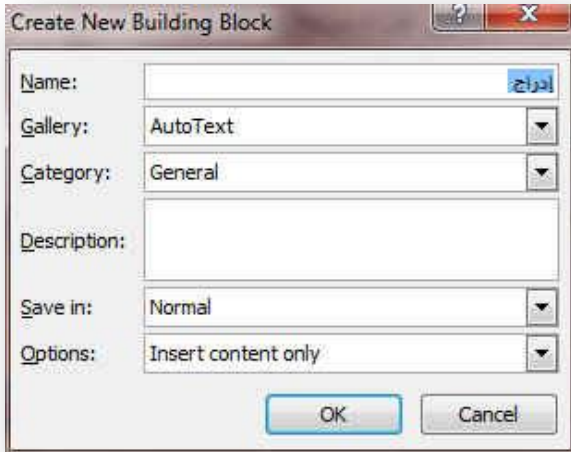 Create New Building Block
Name: إدراج
Gallery: AutoText
Category: General
Description:
Save in: Normal
Options: Insert content only
OK Cancel